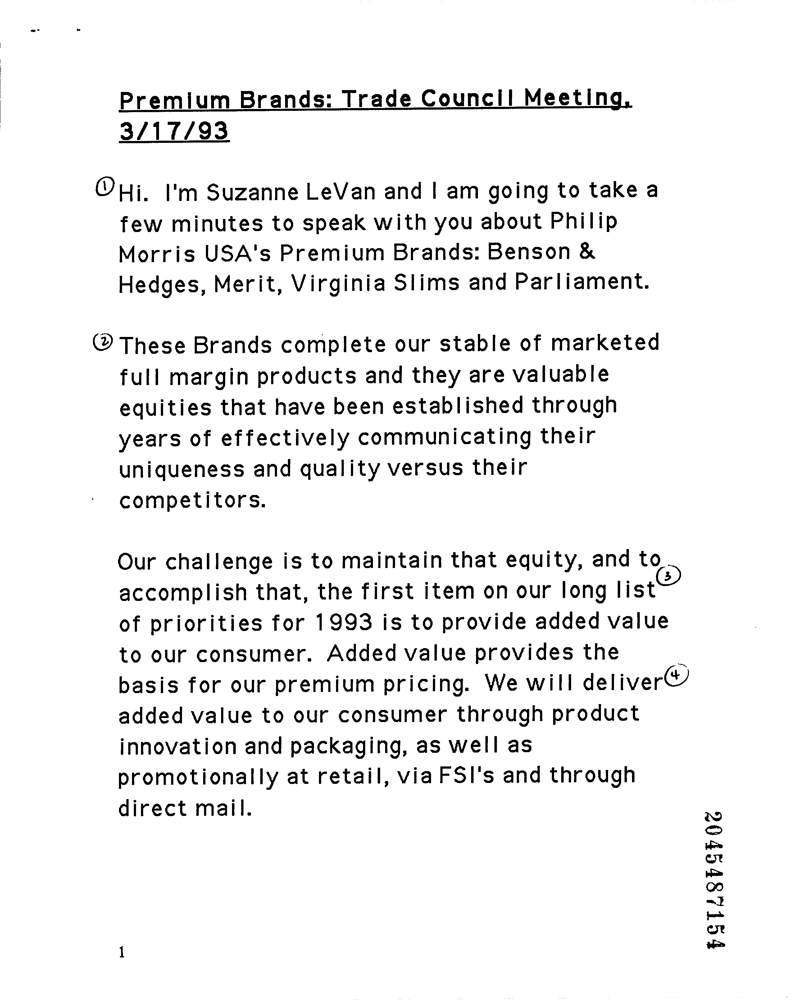 Premium Brands: Trade Council Meeting,
3/17/93
① Hi. I'm Suzanne LeVan and I am going to take a
few minutes to speak with you about Philip
Morris USA's Premium Brands: Benson &
Hedges, Merit, Virginia Slims and Parliament.
② These Brands complete our stable of marketed
full margin products and they are valuable
equities that have been established through
years of effectively communicating their
uniqueness and quality versus their
competitors.
Our challenge is to maintain that equity, and to
accomplish that, the first item on our long list ③
of priorities for 1993 is to provide added value
to our consumer. Added value provides the
basis for our premium pricing. We will deliver ④
added value to our consumer through product
innovation and packaging, as well as
promotionally at retail, via FSI's and through
direct mail.
2045487154
1